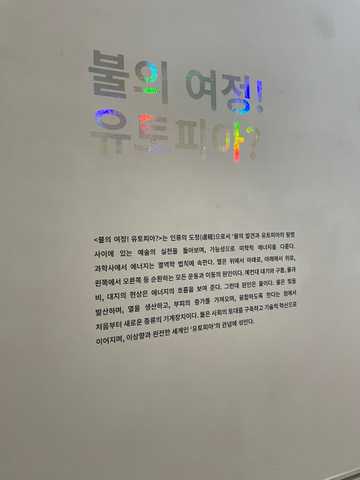 불의 여정!
유토피아?
<불의 여정! 유토피아?>는 인류의 도정(道程)으로서 '불의 발견과 유토피아의 발명
사이에 있는 예술의 실천을 돌아보며, 가능성으로 미학적 에너지를 다룬다.
과학사에서 에너지는 열역학 법칙에 속한다. 열은 위에서 아래로, 아래에서 위로,
왼쪽에서 오른쪽 등 순환하는 모든 운동과 이동의 원인이다. 예컨대 대기와 구름, 물과
비, 대지의 현상은 에너지의 흐름을 보여 준다. 그런데 원인은 불이다. 불은 빛을
발산하며, 열을 생산하고, 부피의 증가를 가져오며, 융합하도록 한다는 점에서
처음부터 새로운 종류의 기계장치이다. 불은 사회의 토대를 구축하고 기술적 혁신으로
이어지며, 이상향과 완전한 세계인 '유토피아'의 관념에 성한다.